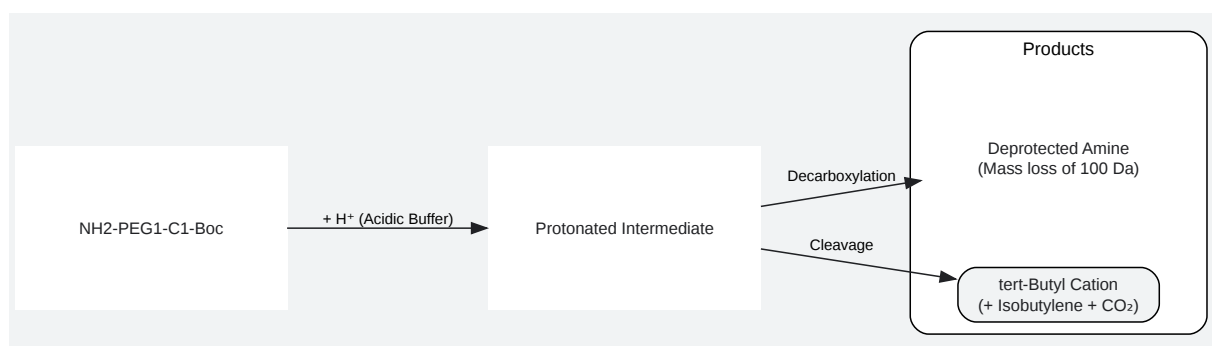 NH2-PEG1-C1-Boc
+ H⁺ (Acidic Buffer)
Protonated Intermediate
Decarboxylation
Cleavage
Products
Deprotected Amine
(Mass loss of 100 Da)
tert-Butyl Cation
(+ Isobutylene + CO₂)